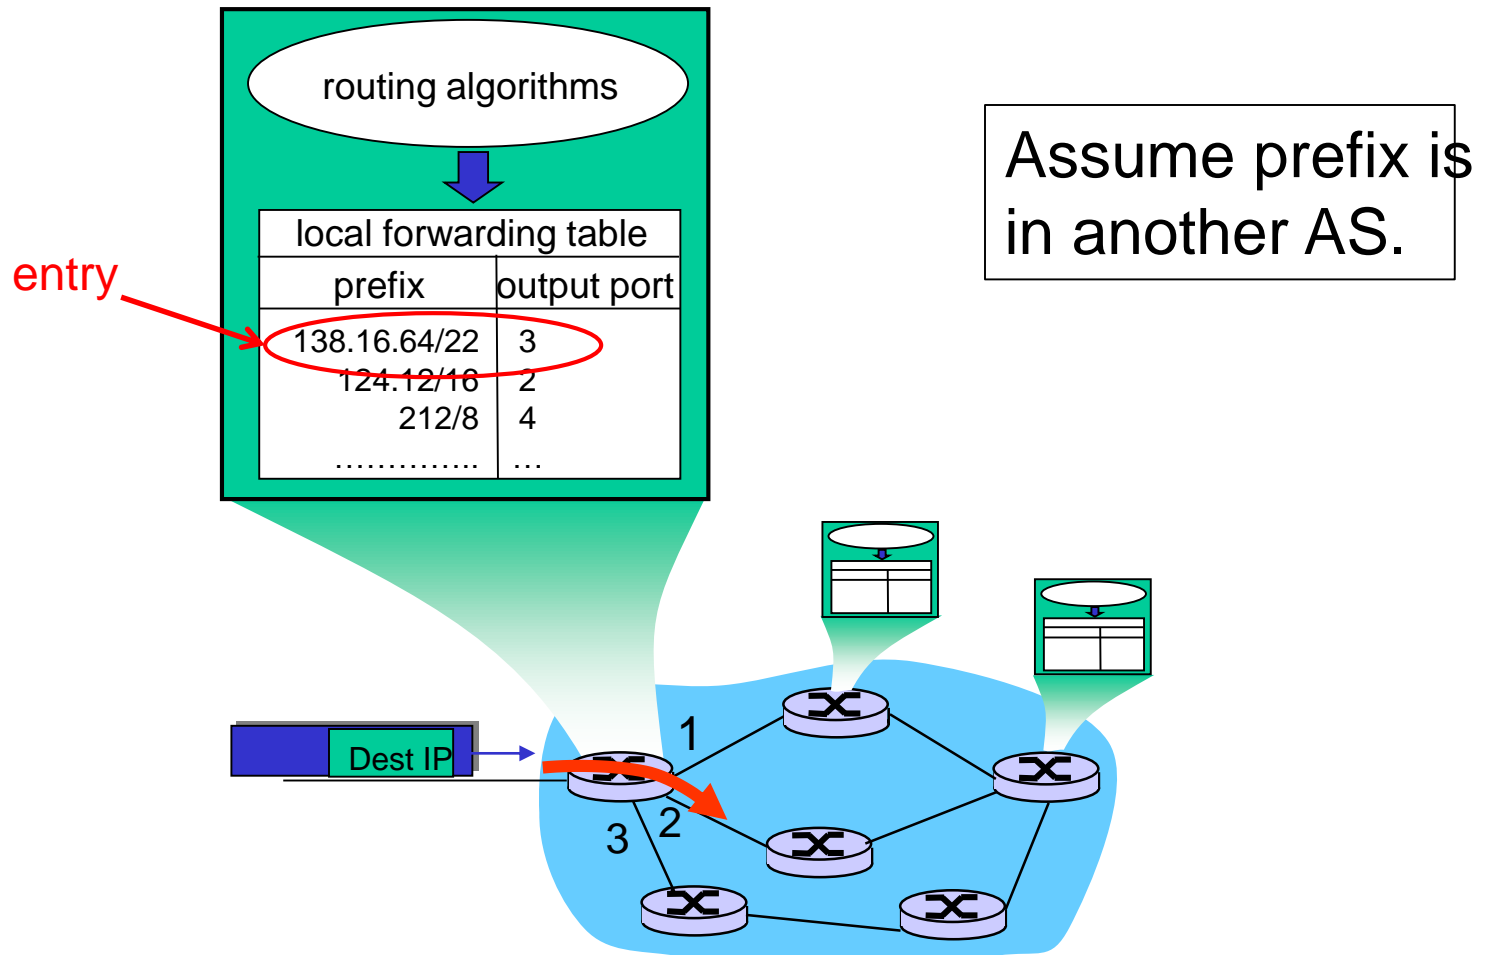 routing algorithms
Assume prefix is
in another AS.
local forwarding table
entry
prefix output port
138.16.64/22 3
124.12/16 2
212/8 4
………….. …
1
Dest IP
2
3